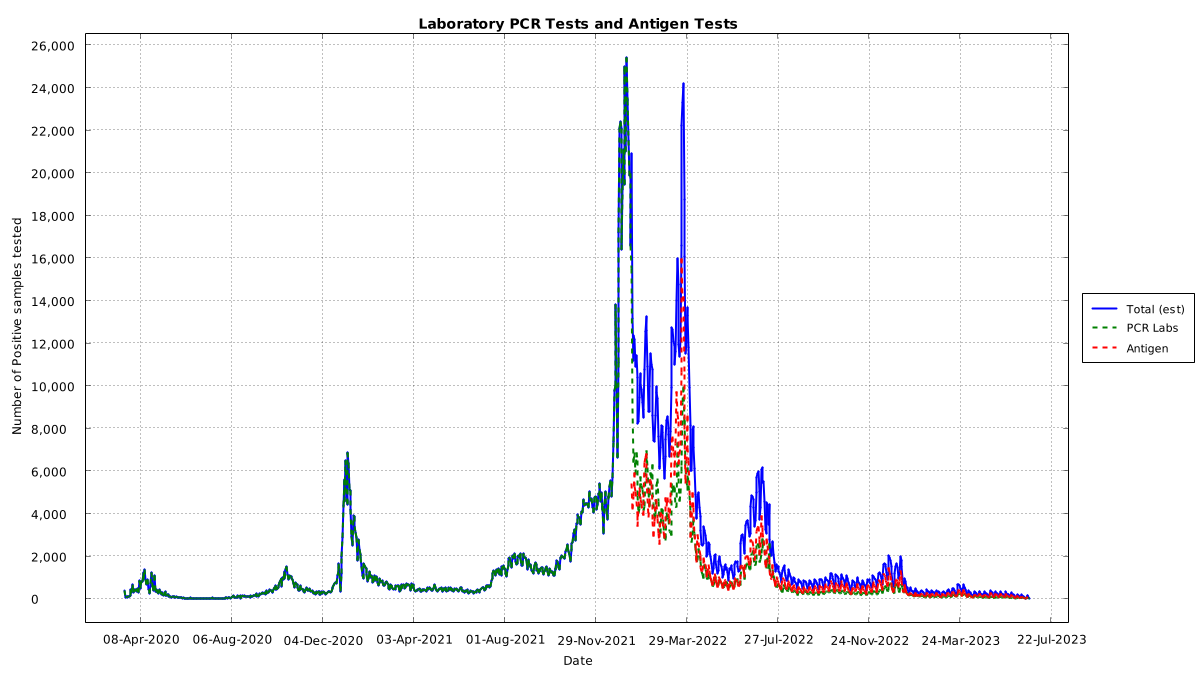 Laboratory PCR Tests and Antigen Tests
26,000
24,000
22,000
20,000
18,000
16,000
14,000
12,000
10,000
8,000
6,000
4,000
2,000
0
Number of Positive samples tested
08-Apr-2020 06-Aug-2020 04-Dec-2020 03-Apr-2021 01-Aug-2021 29-Nov-2021 29-Mar-2022 27-Jul-2022 24-Nov-2022 24-Mar-2023 22-Jul-2023
Date
Total (est)
PCR Labs
Antigen